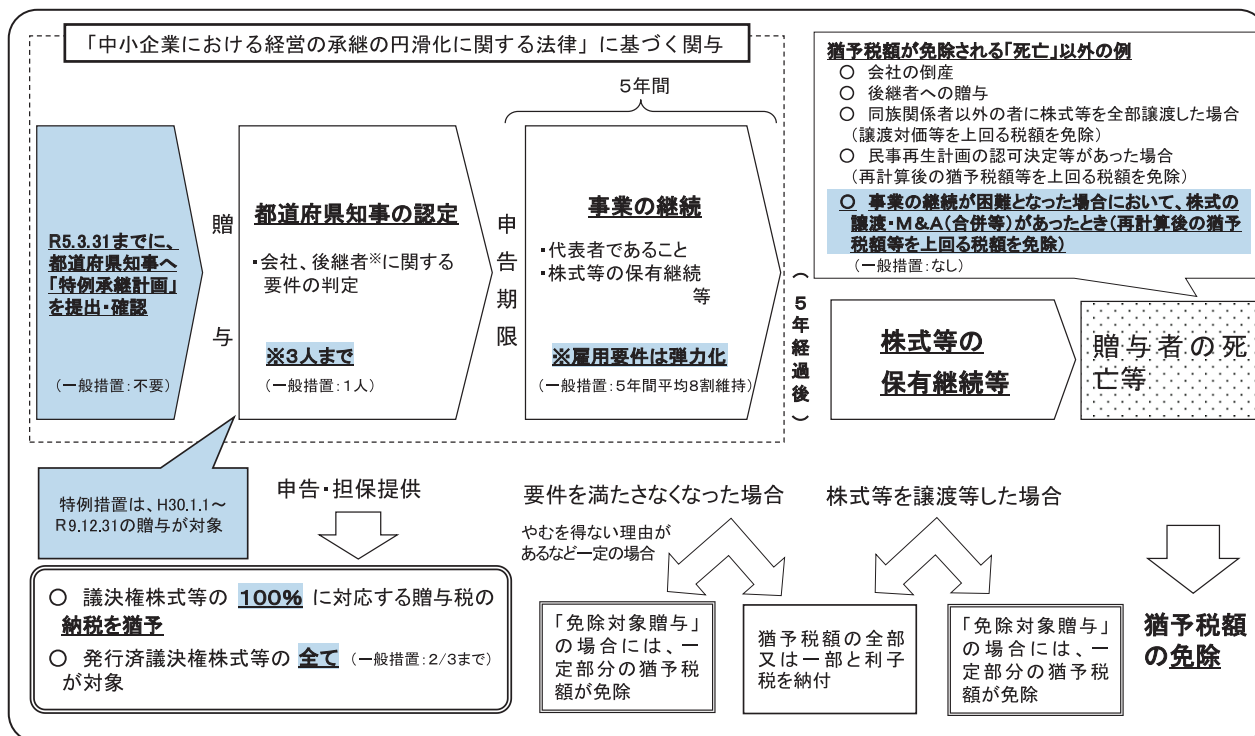 「中小企業における経営の承継の円滑化に関する法律」に基づく関与
5年間
R5.3.31までに、
都道府県知事へ
「特例承継計画」
を提出・確認
(一般措置:不要)
贈
与
都道府県知事の認定
・会社、後継者※に関する
要件の判定
※3人まで
(一般措置:1人)
申
告
期
限
事業の継続
・代表者であること
・株式等の保有継続
等
※雇用要件は弾力化
(一般措置:5年間平均8割維持)
(5年経過後)
猶予税額が免除される「死亡」以外の例
○ 会社の倒産
○ 後継者への贈与
○ 同族関係者以外の者に株式等を全部譲渡した場合
(譲渡対価等を上回る税額を免除)
○ 民事再生計画の認可決定等があった場合
(再計算後の猶予税額等を上回る税額を免除)
○ 事業の継続が困難となった場合において、株式の
譲渡・M&A(合併等)があったとき(再計算後の猶予
税額等を上回る税額を免除)
(一般措置:なし)
株式等の
保有継続等
贈与者の死
亡等
特例措置は、H30.1.1~
R9.12.31の贈与が対象
申告・担保提供
○ 議決権株式等の 100% に対応する贈与税の
納税を猶予
○ 発行済議決権株式等の 全て (一般措置:2/3まで)
が対象
要件を満たさなくなった場合
やむを得ない理由が
あるなど一定の場合
株式等を譲渡等した場合
「免除対象贈与」
の場合には、一
定部分の猶予税
額が免除
猶予税額の全部
又は一部と利子
税を納付
「免除対象贈与」
の場合には、一
定部分の猶予税
額が免除
猶予税額
の免除